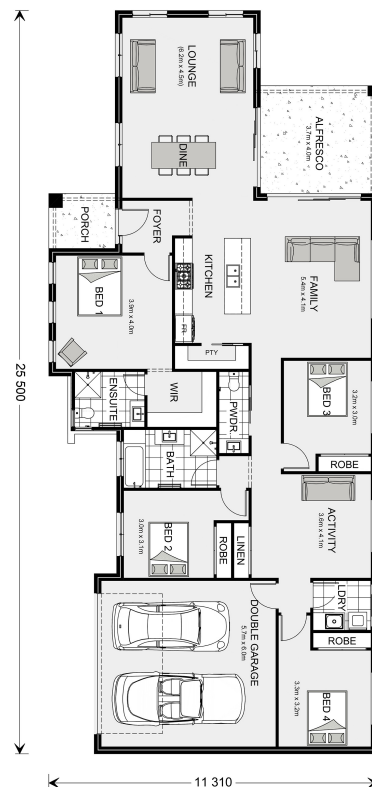 LOUNGE
(6.2m x 4.5m)
ALFRESCO
3.7m x 4.0m
DINE
PORCH
FOYER
KITCHEN
FAMILY
5.4m x 4.1m
BED 1
3.9m x 4.0m
FR
PTY
ENSUITE
WIR
PWDR.
BED 3
3.2m x 3.0m
ROBE
BATH
ACTIVITY
3.6m x 4.1m
BED 2
3.0m x 3.1m
ROBE
LINEN
LDRY
DOUBLE GARAGE
5.7m x 6.0m
ROBE
BED 4
3.3m x 3.2m
25 500
11 310